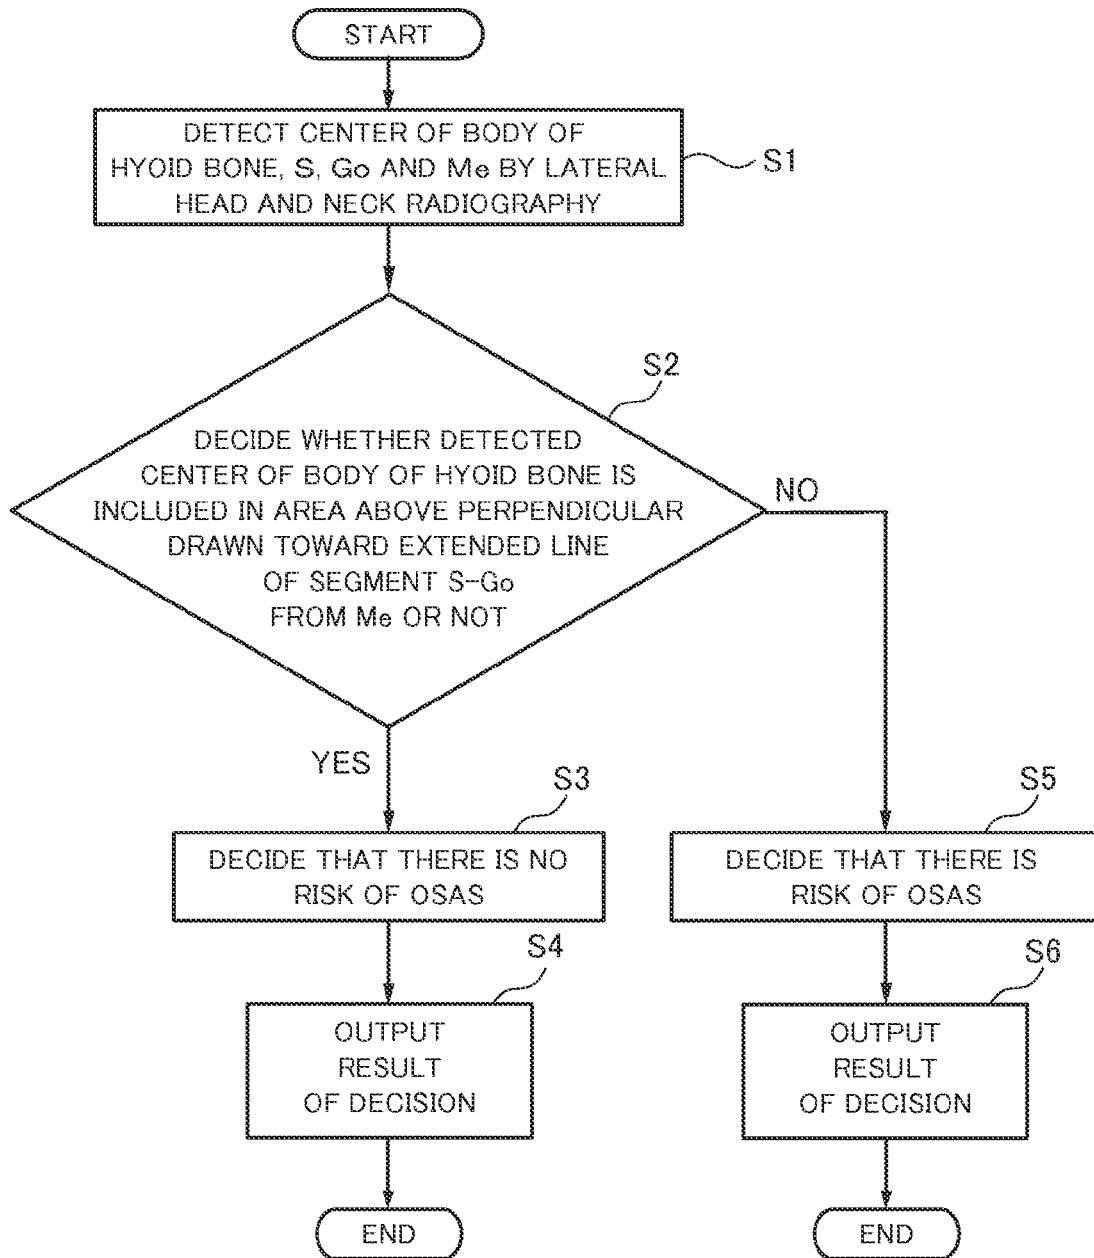 START
DETECT CENTER OF BODY OF
HYOID BONE, S, Go AND Me BY LATERAL
HEAD AND NECK RADIOGRAPHY
S1
S2
DECIDE WHETHER DETECTED
CENTER OF BODY OF HYOID BONE IS
INCLUDED IN AREA ABOVE PERPENDICULAR
DRAWN TOWARD EXTENDED LINE
OF SEGMENT S-Go
FROM Me OR NOT
NO
YES
S3
DECIDE THAT THERE IS NO
RISK OF OSAS
S4
OUTPUT
RESULT
OF DECISION
END
S5
DECIDE THAT THERE IS
RISK OF OSAS
S6
OUTPUT
RESULT
OF DECISION
END